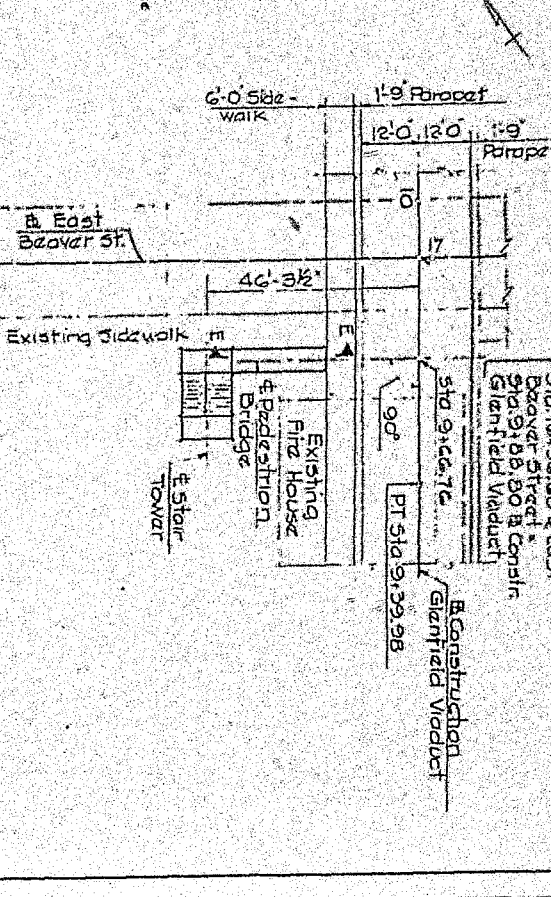 6'-0" Side-
walk
1'-9" Parapet
12'-0" 12'-0"
1'-9"
Parape
℄ East
Beaver St.
10
17
46'-3½"
Existing Sidewalk
E
E
℄ Pedestrian
Bridge
Existing
Fire House
℄ Stair
Tower
90°
Sta 9+66.76
PT Sta 9+39.98
Beaver Street =
Sta. 9+88.80 ℄ Constr.
Glenfield Viaduct
℄ Construction
Glenfield Viaduct